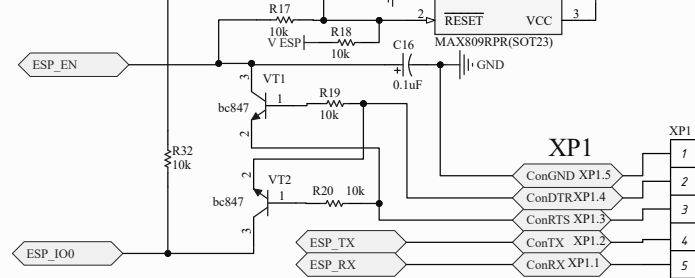 R17
10k
2
RESET
VCC
3
V ESP
R18
10k
MAX809RPR(SOT23)
ESP_EN
C16
+
0.1uF
GND
3
VT1
bc847
1
R19
10k
2
XP1
XP1
R32
10k
ConGND XP1.5
1
2
VT2
bc847
1
R20
10k
ConDTR XP1.4
2
ConRTS XP1.3
3
3
ESP_IO0
ESP_TX
ConTX XP1.2
4
ESP_RX
ConRX XP1.1
5